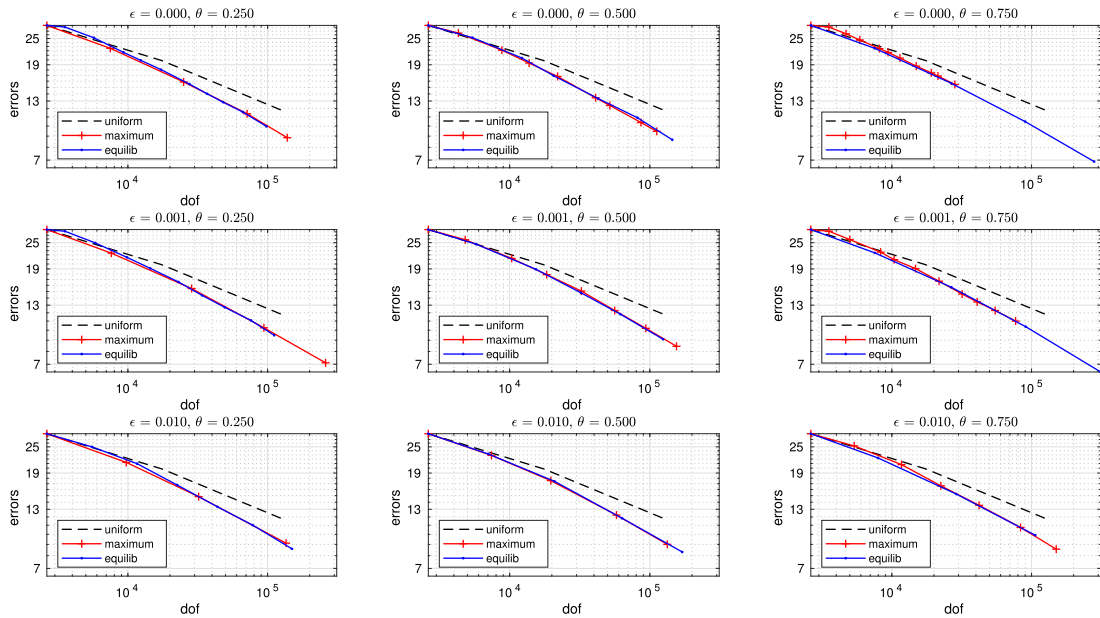 ϵ = 0.000, θ = 0.250
25
19
13
7
errors
uniform
maximum
equilib
10^4
10^5
dof
ϵ = 0.000, θ = 0.500
25
19
13
7
errors
uniform
maximum
equilib
10^4
10^5
dof
ϵ = 0.000, θ = 0.750
25
19
13
7
errors
uniform
maximum
equilib
10^4
10^5
dof
ϵ = 0.001, θ = 0.250
25
19
13
7
errors
uniform
maximum
equilib
10^4
10^5
dof
ϵ = 0.001, θ = 0.500
25
19
13
7
errors
uniform
maximum
equilib
10^4
10^5
dof
ϵ = 0.001, θ = 0.750
25
19
13
7
errors
uniform
maximum
equilib
10^4
10^5
dof
ϵ = 0.010, θ = 0.250
25
19
13
7
errors
uniform
maximum
equilib
10^4
10^5
dof
ϵ = 0.010, θ = 0.500
25
19
13
7
errors
uniform
maximum
equilib
10^4
10^5
dof
ϵ = 0.010, θ = 0.750
25
19
13
7
errors
uniform
maximum
equilib
10^4
10^5
dof